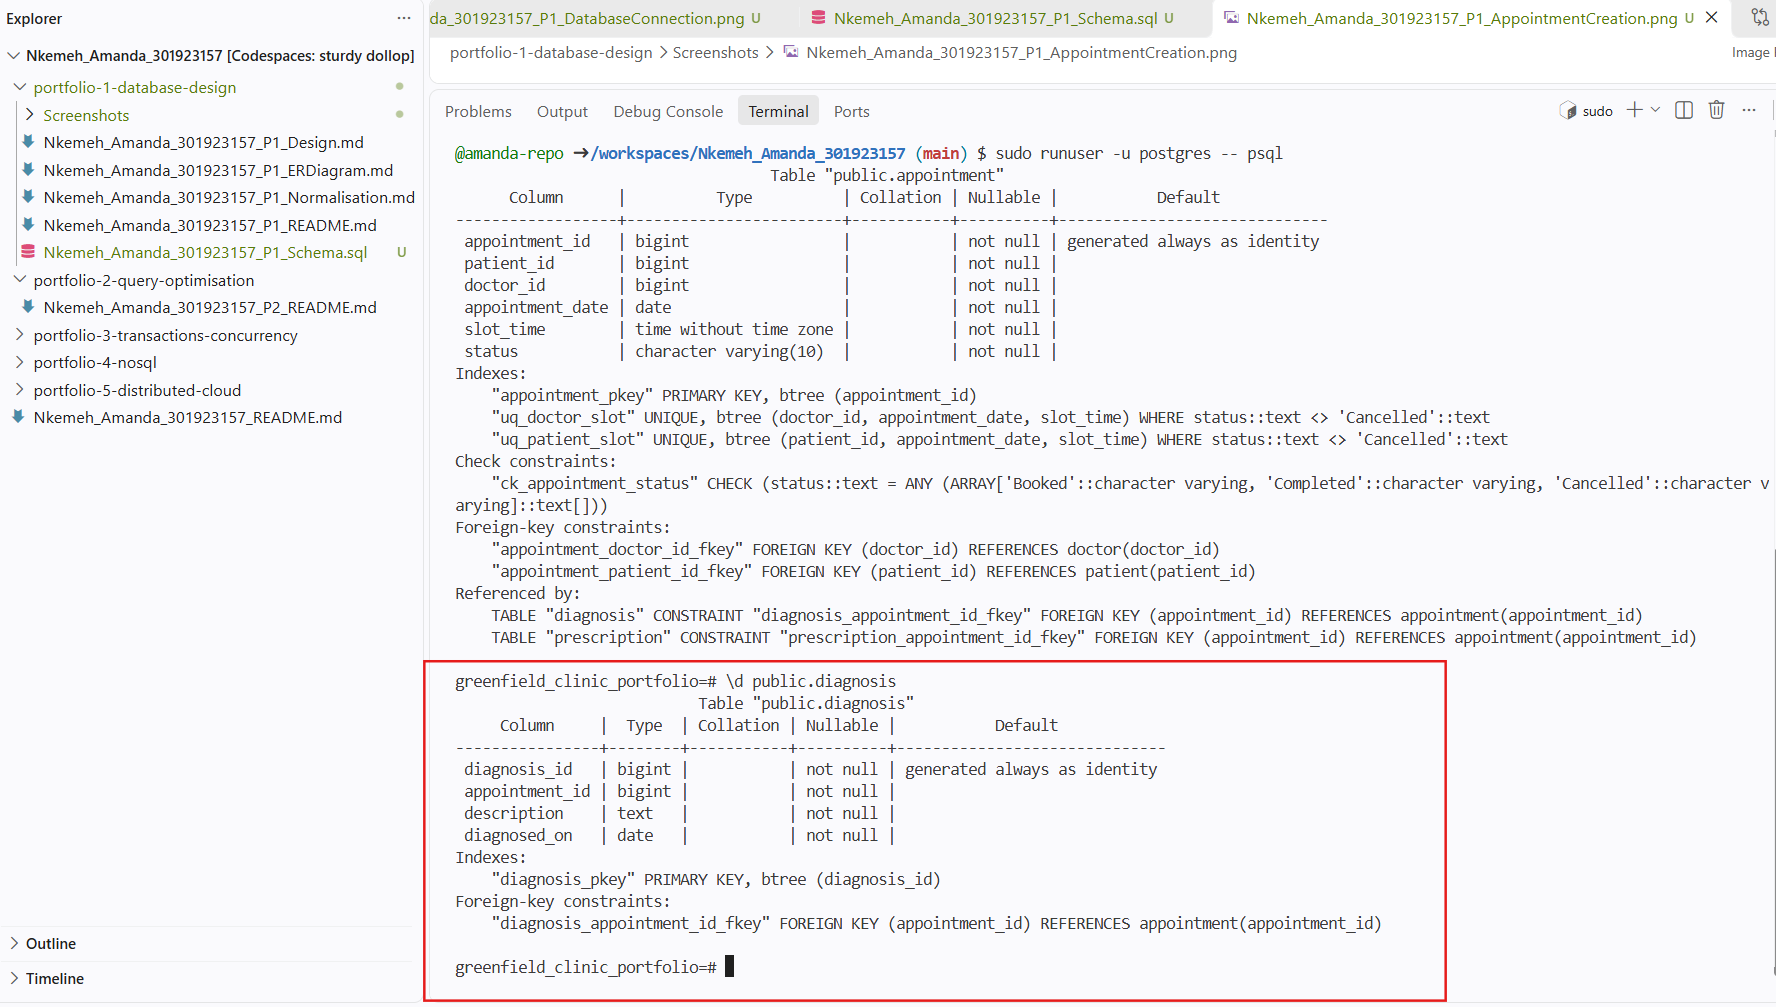 Explorer
Nkemeh_Amanda_301923157 [Codespaces: sturdy dollop]
portfolio-1-database-design
Screenshots
Nkemeh_Amanda_301923157_P1_Design.md
Nkemeh_Amanda_301923157_P1_ERDiagram.md
Nkemeh_Amanda_301923157_P1_Normalisation.md
Nkemeh_Amanda_301923157_P1_README.md
Nkemeh_Amanda_301923157_P1_Schema.sql U
portfolio-2-query-optimisation
Nkemeh_Amanda_301923157_P2_README.md
portfolio-3-transactions-concurrency
portfolio-4-nosql
portfolio-5-distributed-cloud
Nkemeh_Amanda_301923157_README.md
Outline
Timeline
da_301923157_P1_DatabaseConnection.png U
Nkemeh_Amanda_301923157_P1_Schema.sql U
Nkemeh_Amanda_301923157_P1_AppointmentCreation.png U
portfolio-1-database-design > Screenshots > Nkemeh_Amanda_301923157_P1_AppointmentCreation.png
Image
Problems Output Debug Console Terminal Ports
sudo
@amanda-repo ➜/workspaces/Nkemeh_Amanda_301923157 (main) $ sudo runuser -u postgres -- psql
Table "public.appointment"
Column | Type | Collation | Nullable | Default
------------------+------------------------+-----------+----------+------------------------------
appointment_id | bigint | | not null | generated always as identity
patient_id | bigint | | not null |
doctor_id | bigint | | not null |
appointment_date | date | | not null |
slot_time | time without time zone | | not null |
status | character varying(10) | | not null |
Indexes:
"appointment_pkey" PRIMARY KEY, btree (appointment_id)
"uq_doctor_slot" UNIQUE, btree (doctor_id, appointment_date, slot_time) WHERE status::text <> 'Cancelled'::text
"uq_patient_slot" UNIQUE, btree (patient_id, appointment_date, slot_time) WHERE status::text <> 'Cancelled'::text
Check constraints:
"ck_appointment_status" CHECK (status::text = ANY (ARRAY['Booked'::character varying, 'Completed'::character varying, 'Cancelled'::character v
arying]::text[]))
Foreign-key constraints:
"appointment_doctor_id_fkey" FOREIGN KEY (doctor_id) REFERENCES doctor(doctor_id)
"appointment_patient_id_fkey" FOREIGN KEY (patient_id) REFERENCES patient(patient_id)
Referenced by:
TABLE "diagnosis" CONSTRAINT "diagnosis_appointment_id_fkey" FOREIGN KEY (appointment_id) REFERENCES appointment(appointment_id)
TABLE "prescription" CONSTRAINT "prescription_appointment_id_fkey" FOREIGN KEY (appointment_id) REFERENCES appointment(appointment_id)
greenfield_clinic_portfolio=# \d public.diagnosis
Table "public.diagnosis"
Column | Type | Collation | Nullable | Default
----------------+--------+-----------+----------+------------------------------
diagnosis_id | bigint | | not null | generated always as identity
appointment_id | bigint | | not null |
description | text | | not null |
diagnosed_on | date | | not null |
Indexes:
"diagnosis_pkey" PRIMARY KEY, btree (diagnosis_id)
Foreign-key constraints:
"diagnosis_appointment_id_fkey" FOREIGN KEY (appointment_id) REFERENCES appointment(appointment_id)
greenfield_clinic_portfolio=#